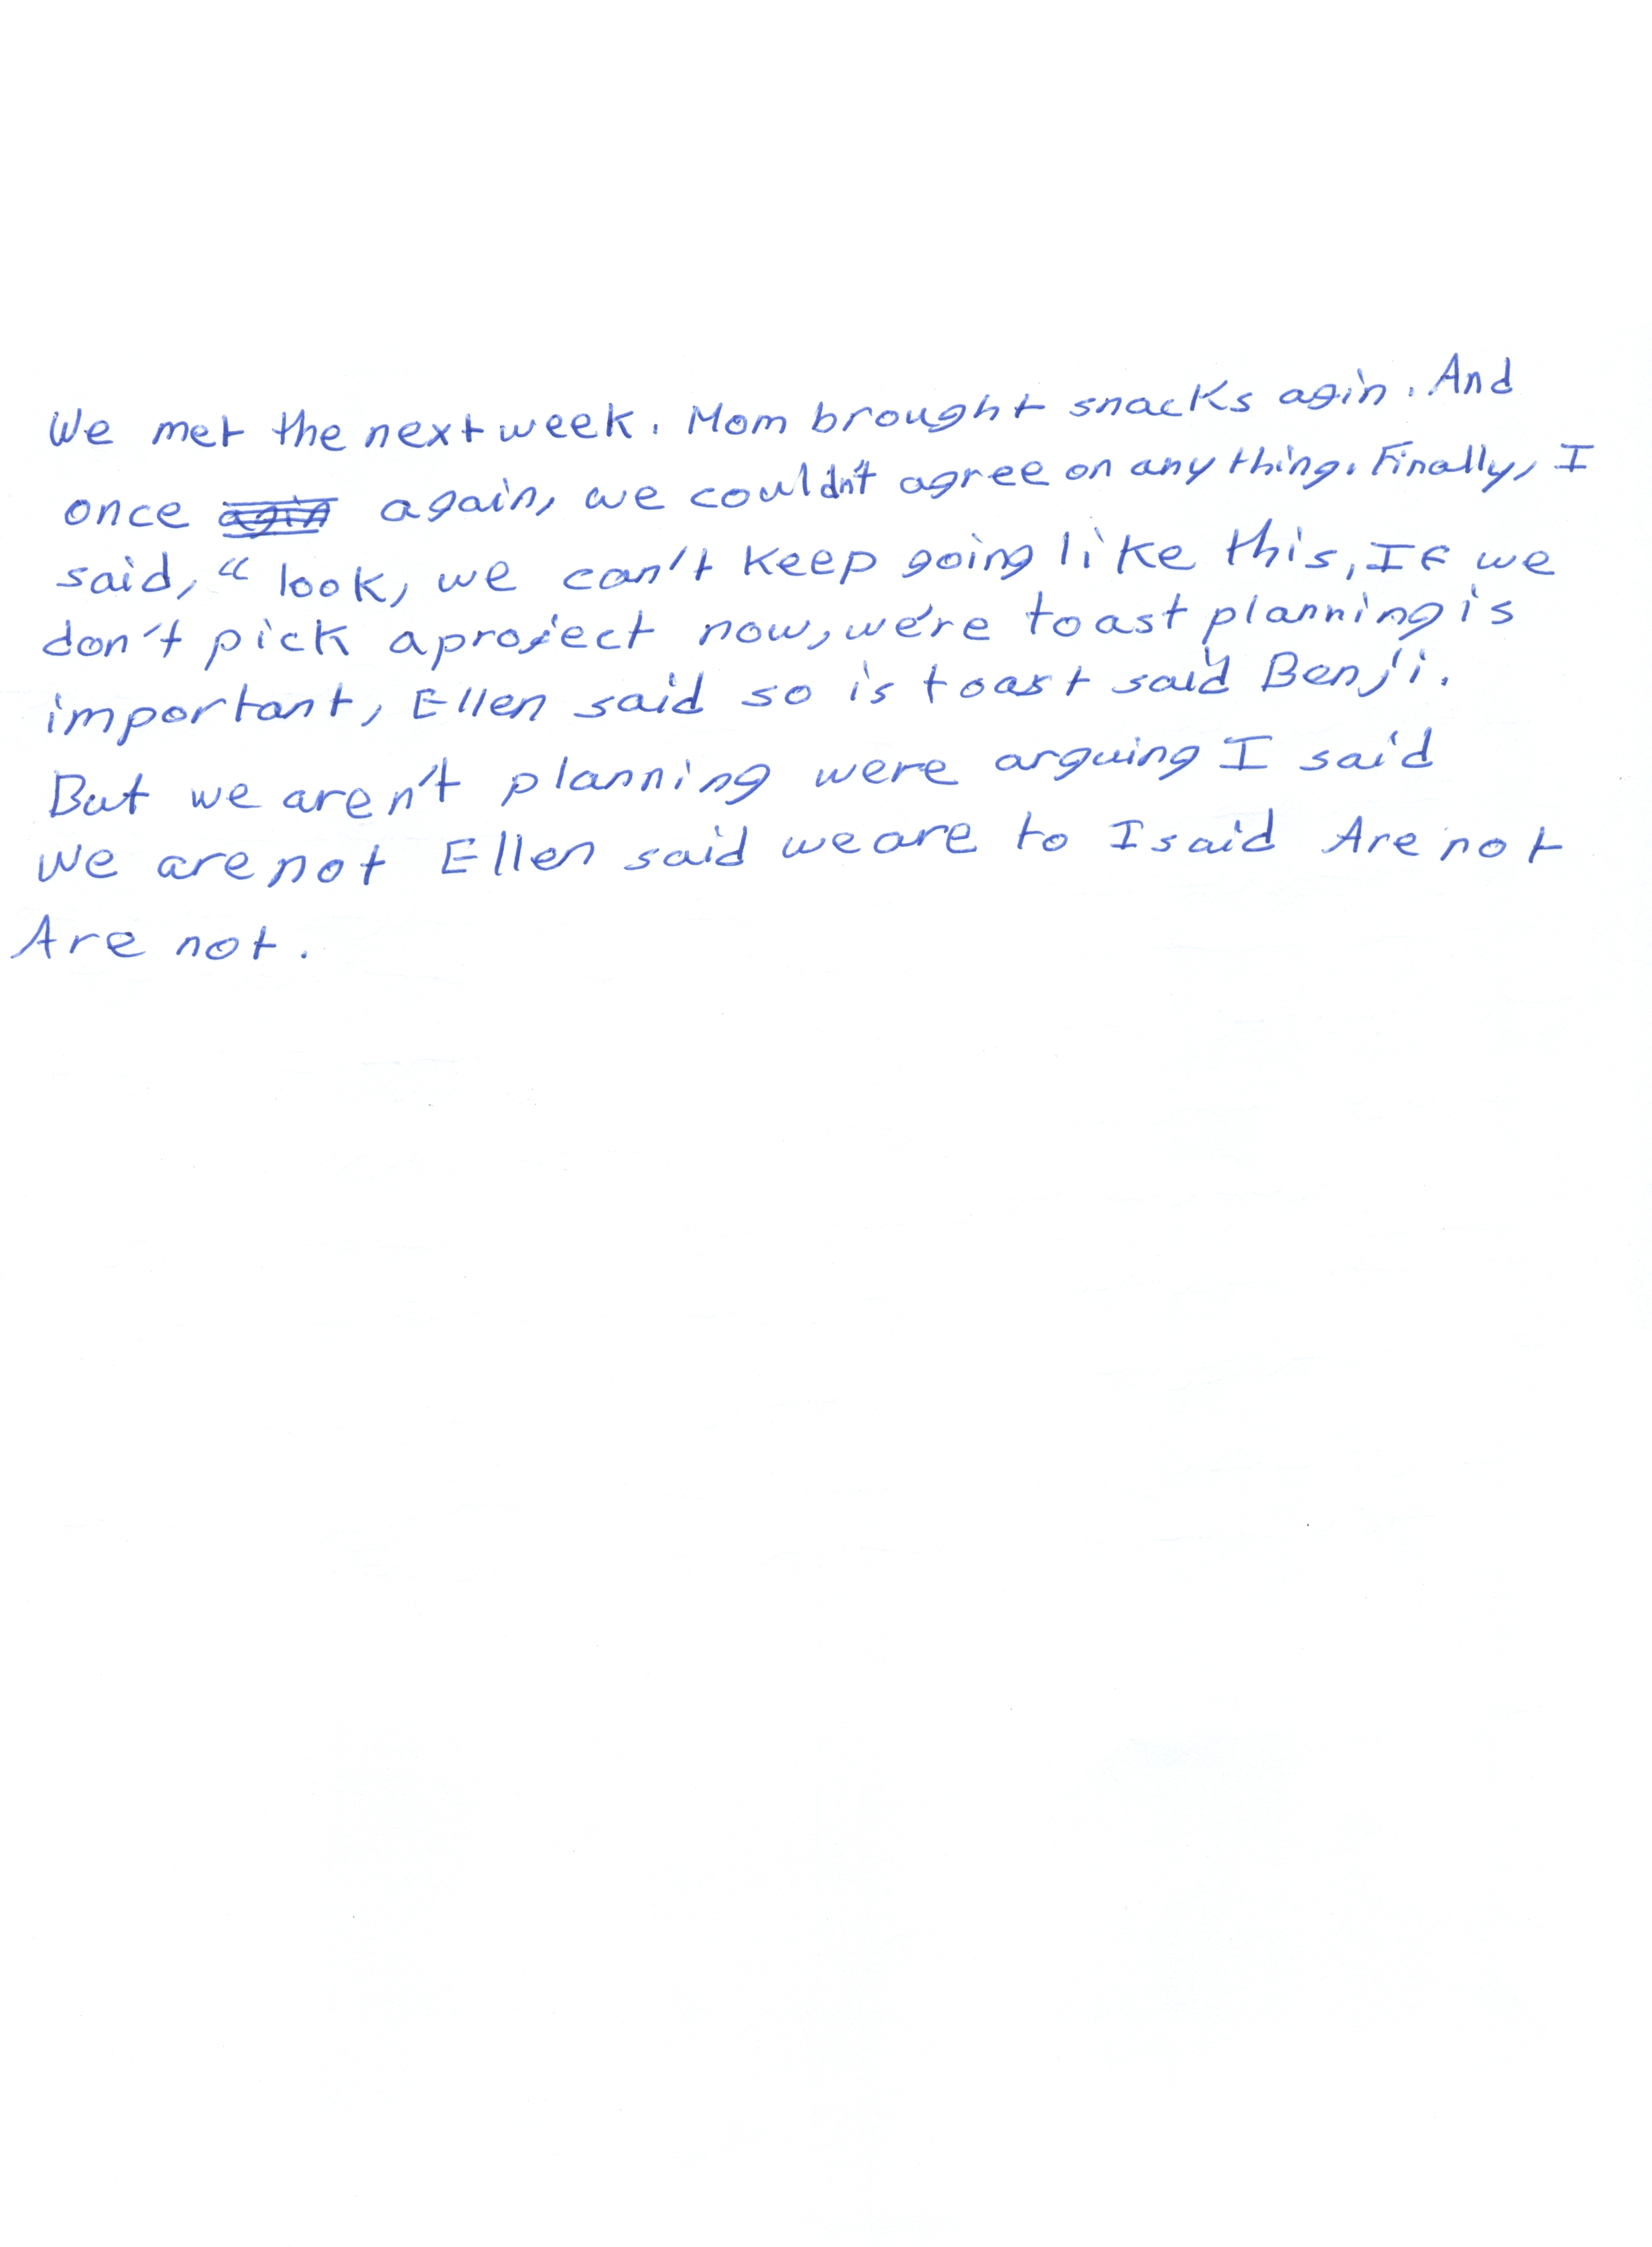 We met the next week. Mom brought snacks agin. And
once agin again, we couldn't agree on any thing. Finally, I
said, “ look, we can't keep going like this, If we
don't pick a project now, we're toast planning is
important, Ellen said so is toast said Benji.
But we aren't planning were arguing I said
We are not Ellen said we are to I said Are not
Are not.